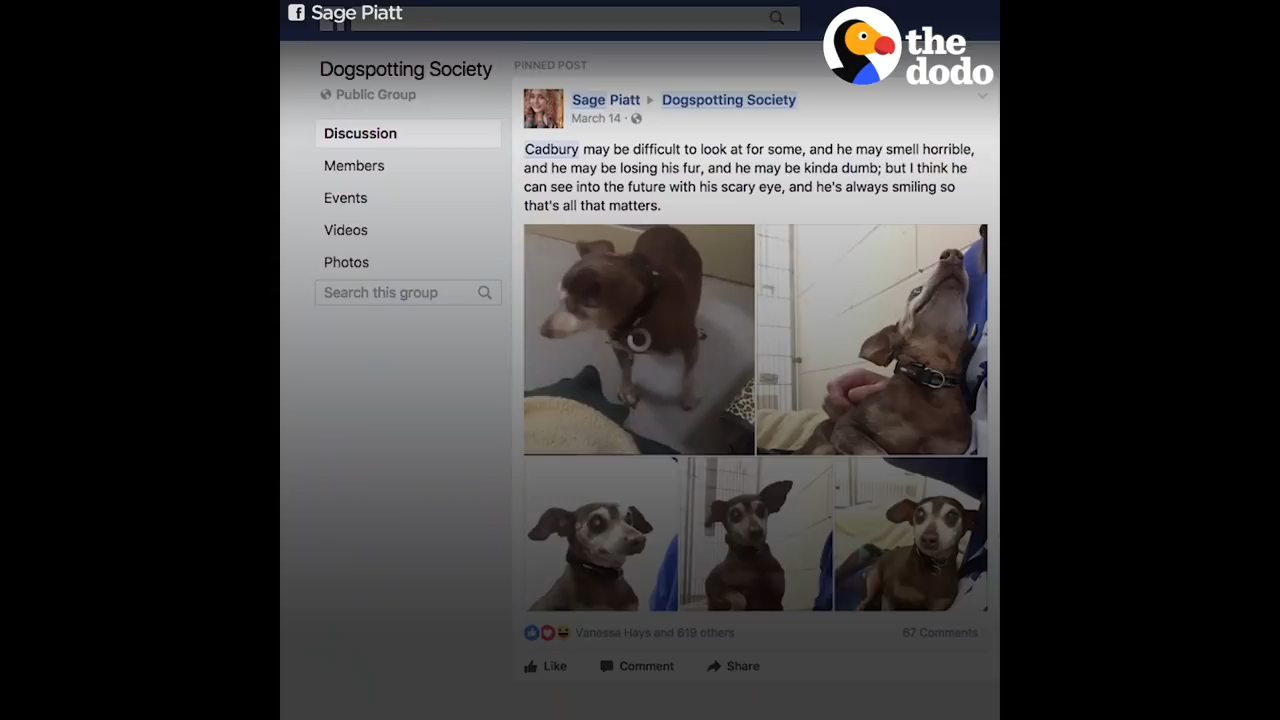 Sage Piatt
the
dodo
Dogspotting Society
Public Group
Discussion
Members
Events
Videos
Photos
Search this group
PINNED POST
Sage Piatt ▸ Dogspotting Society
March 14 ·
Cadbury may be difficult to look at for some, and he may smell horrible,
and he may be losing his fur, and he may be kinda dumb; but I think he
can see into the future with his scary eye, and he's always smiling so
that's all that matters.
Vanessa Hays and 619 others
67 Comments
Like
Comment
Share